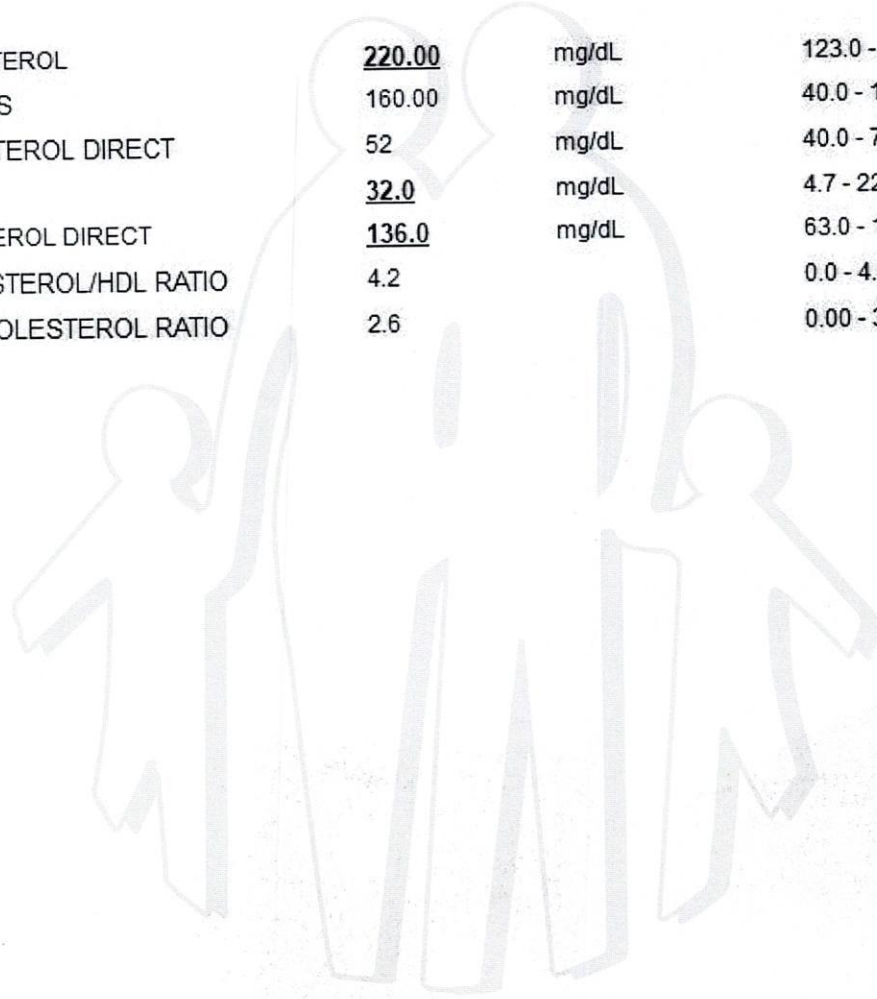 TEROL 220.00 mg/dL 123.0 -
S 160.00 mg/dL 40.0 - 1
TEROL DIRECT 52 mg/dL 40.0 - 7
32.0 mg/dL 4.7 - 22
EROL DIRECT 136.0 mg/dL 63.0 - 1
STEROL/HDL RATIO 4.2 0.0 - 4.
OLESTEROL RATIO 2.6 0.00 - 3